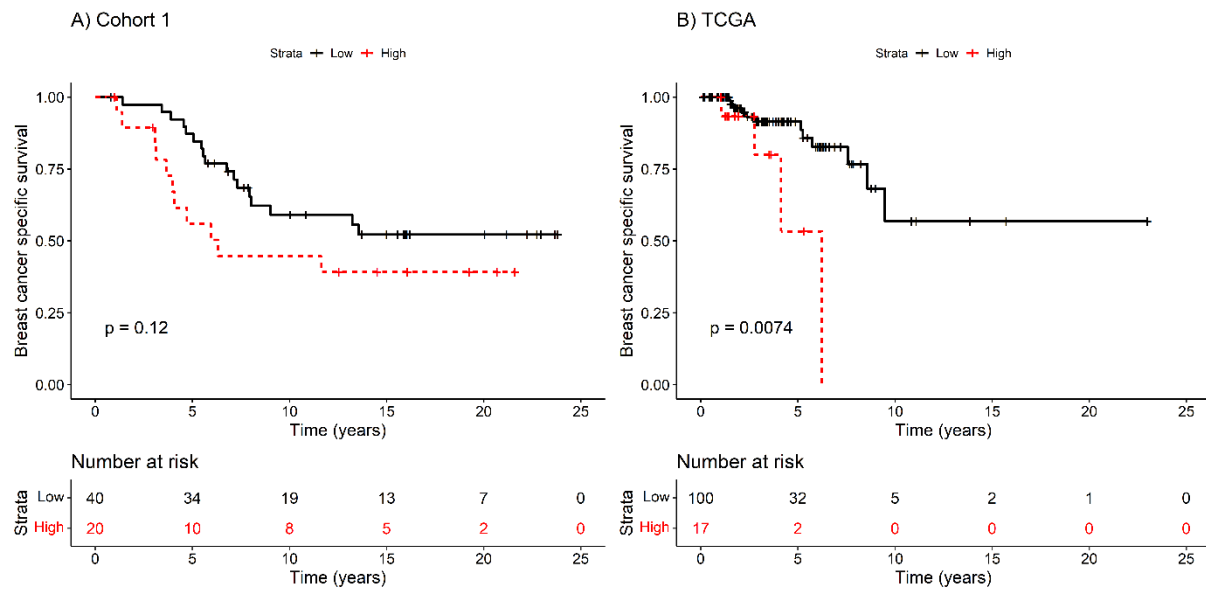 A) Cohort 1
Strata Low High
Breast cancer specific survival
1.00
0.75
0.50
0.25
0.00
p = 0.12
0 5 10 15 20 25
Time (years)
Number at risk
Strata
Low 40 34 19 13 7 0
High 20 10 8 5 2 0
0 5 10 15 20 25
Time (years)
B) TCGA
Strata Low High
Breast cancer specific survival
1.00
0.75
0.50
0.25
0.00
p = 0.0074
0 5 10 15 20 25
Time (years)
Number at risk
Strata
Low 100 32 5 2 1 0
High 17 2 0 0 0 0
0 5 10 15 20 25
Time (years)